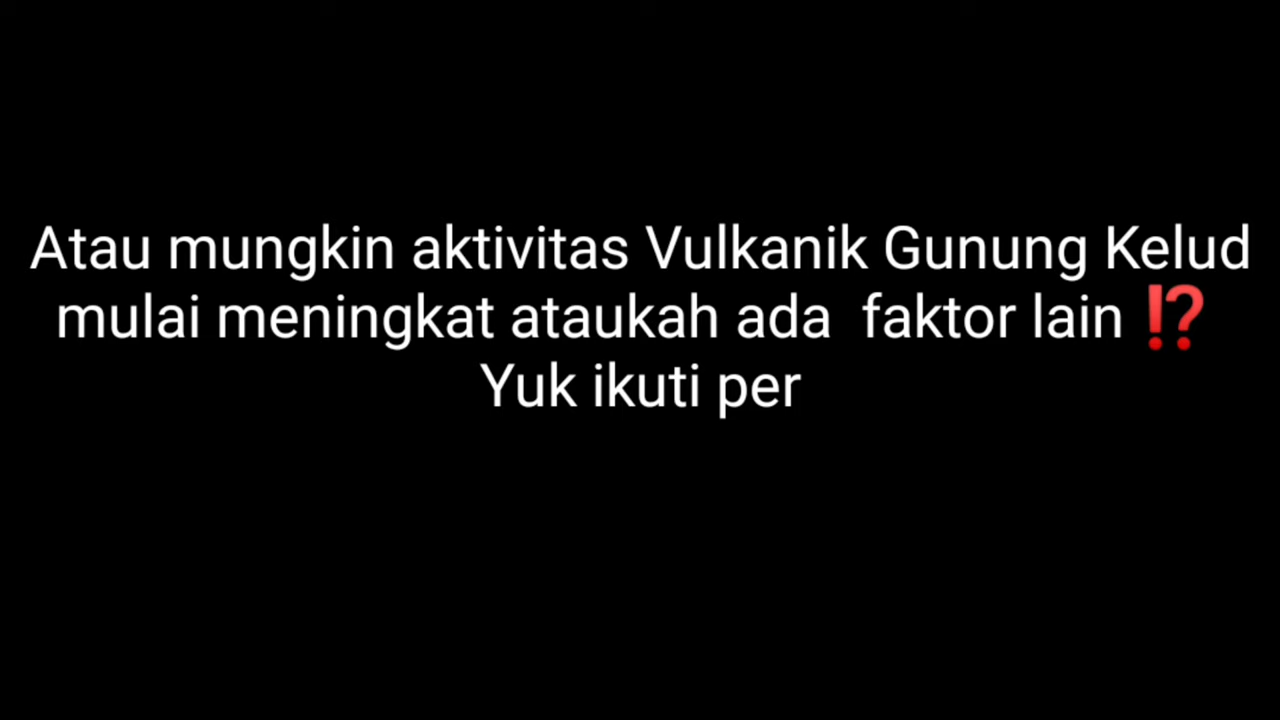 Atau mungkin aktivitas Vulkanik Gunung Kelud
mulai meningkat ataukah ada  faktor lain ⁉️
Yuk ikuti per